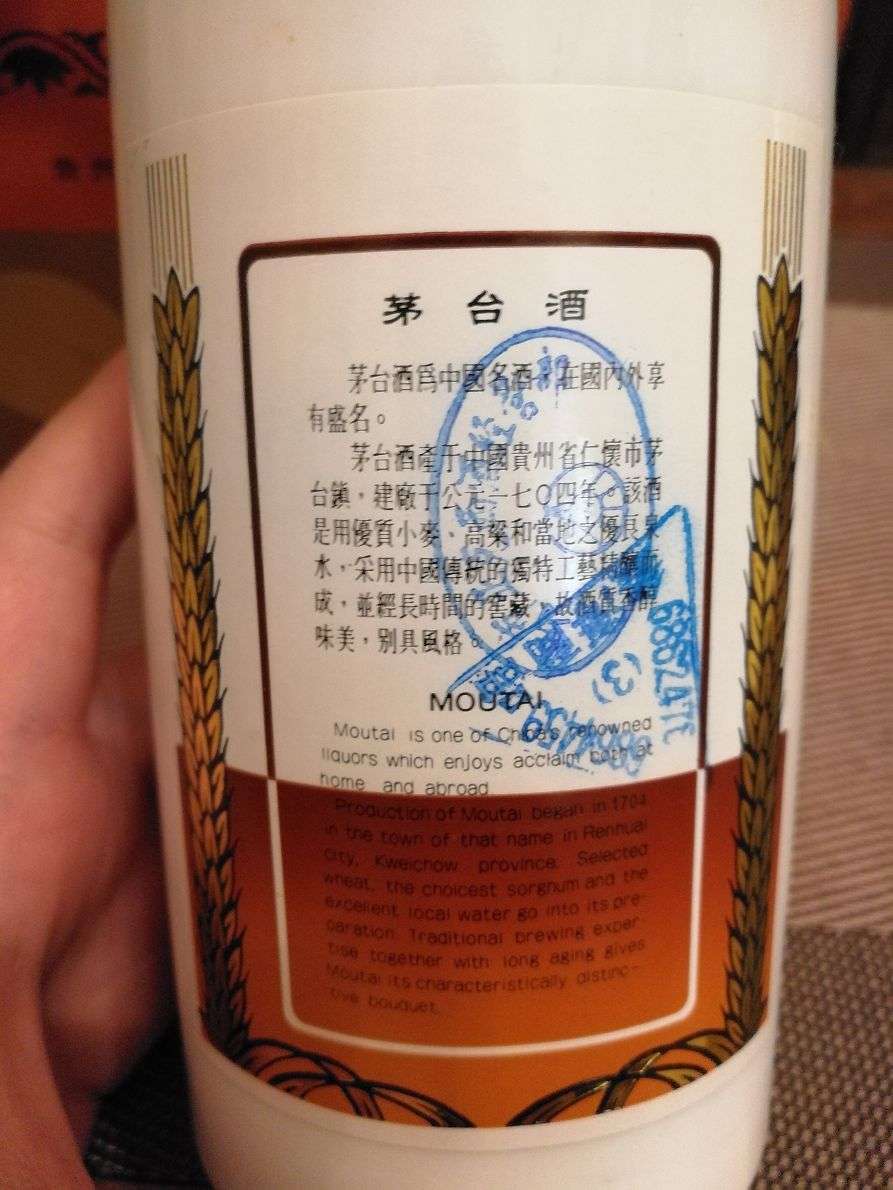 茅台酒
茅台酒爲中國名酒，在國内外享
有盛名。
茅台酒產于中國貴州省仁懷市茅
台鎮，建廠于公元一七〇四年。該酒
是用優質小麥、高粱和當地之優良泉
水，采用中國傳統的獨特工藝精釀而
成，並經長時間的窖藏，故酒質香醇
味美，别具風格。
MOUTAI
Moutai is one of China's renowned
liquors which enjoys acclaim both at
home and abroad
Production of Moutai began in 1704
in the town of that name in Renhuai
city, Kweichow province. Selected
wheat, the choicest sorghum and the
excellent local water go into its pre-
paration. Traditional brewing exper-
tise together with long aging gives
Moutai its characteristically distinc-
tive bouquet.
(3)